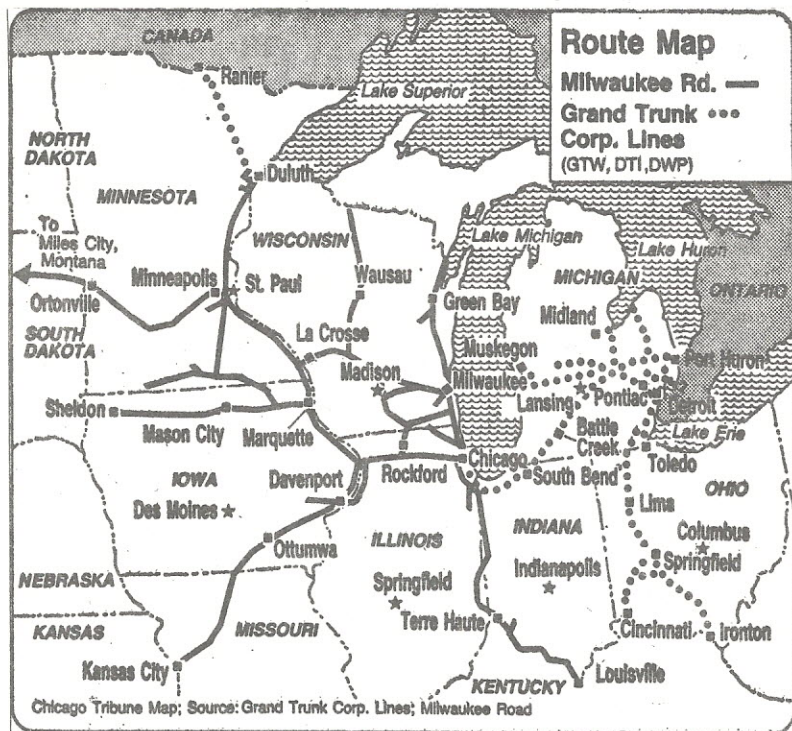 Route Map
Milwaukee Rd.
Grand Trunk
Corp. Lines
(GTW, DTI, DWP)
CANADA
Ranier
Lake Superior
NORTH
DAKOTA
Duluth
MINNESOTA
To
Miles City,
Montana
WISCONSIN
Lake Michigan
Lake Huron
Minneapolis
St. Paul
Wausau
Green Bay
MICHIGAN
ONTARIO
Ortonville
Midland
SOUTH
DAKOTA
La Crosse
Muskegon
Port Huron
Madison
Milwaukee
Lansing
Pontiac
Detroit
Sheldon
Mason City
Marquette
Battle
Creek
Lake Erie
Chicago
Toledo
IOWA
Davenport
Rockford
South Bend
OHIO
Des Moines
Lima
Ottumwa
ILLINOIS
INDIANA
Columbus
Springfield
NEBRASKA
Springfield
Indianapolis
KANSAS
MISSOURI
Terre Haute
Cincinnati
Ironton
Kansas City
KENTUCKY
Louisville
Chicago Tribune Map; Source: Grand Trunk Corp. Lines; Milwaukee Road